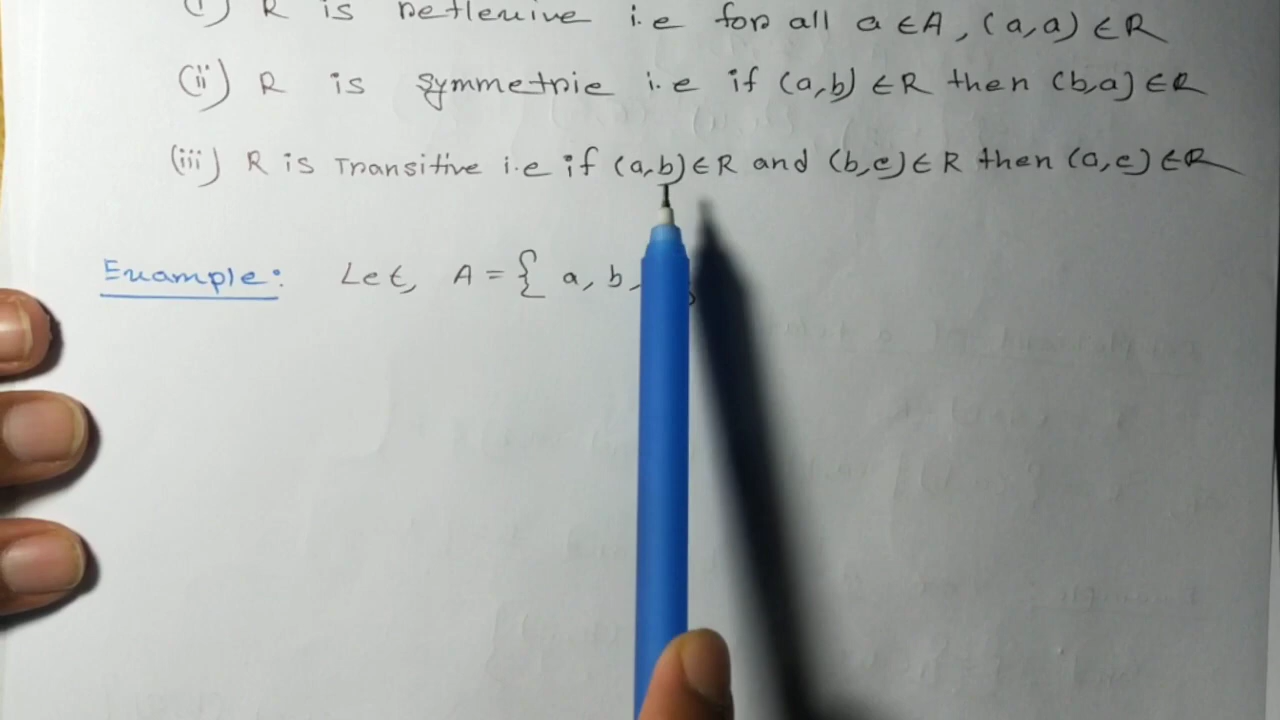 (i) R is Reflexive i.e for all a ∈ A, (a,a) ∈ R
(ii) R is symmetric i.e if (a,b) ∈ R then (b,a) ∈ R
(iii) R is Transitive i.e if (a,b) ∈ R and (b,c) ∈ R then (a,c) ∈ R
Example: Let, A = { a, b,